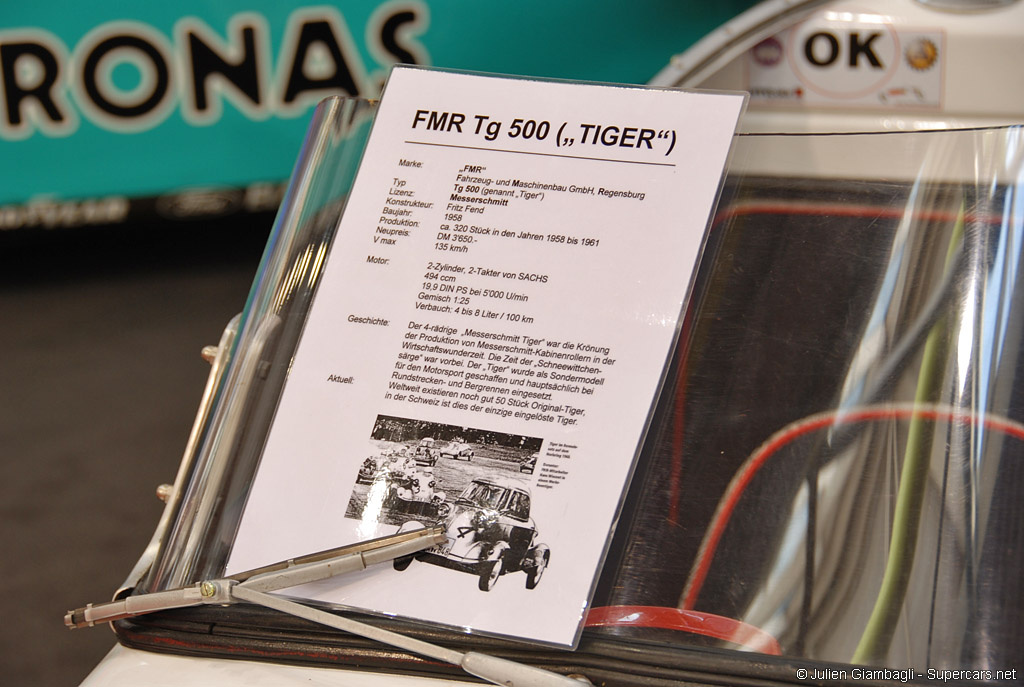 RONAS
OK
FMR Tg 500 („TIGER“)
Marke: „FMR“
Fahrzeug- und Maschinenbau GmbH, Regensburg
Typ Tg 500 (genannt „Tiger“)
Lizenz: Messerschmitt
Konstrukteur: Fritz Fend
Baujahr: 1958
Produktion: ca. 320 Stück in den Jahren 1958 bis 1961
Neupreis: DM 3'650.-
V max 135 km/h
Motor: 2-Zylinder, 2-Takter von SACHS
494 ccm
19,9 DIN PS bei 5'000 U/min
Gemisch 1:25
Verbauch: 4 bis 8 Liter / 100 km
Geschichte: Der 4-rädrige „Messerschmitt Tiger“ war die Krönung
der Produktion von Messerschmitt-Kabinenrollern in der
Wirtschaftswunderzeit. Die Zeit der „Schneewittchen-
särge“ war vorbei. Der „Tiger“ wurde als Sondermodell
für den Motorsport geschaffen und hauptsächlich bei
Rundstrecken- und Bergrennen eingesetzt.
Aktuell: Weltweit existieren noch gut 50 Stück Original-Tiger,
in der Schweiz ist dies der einzige eingelöste Tiger.
4
© Julien Giambagli - Supercars.net